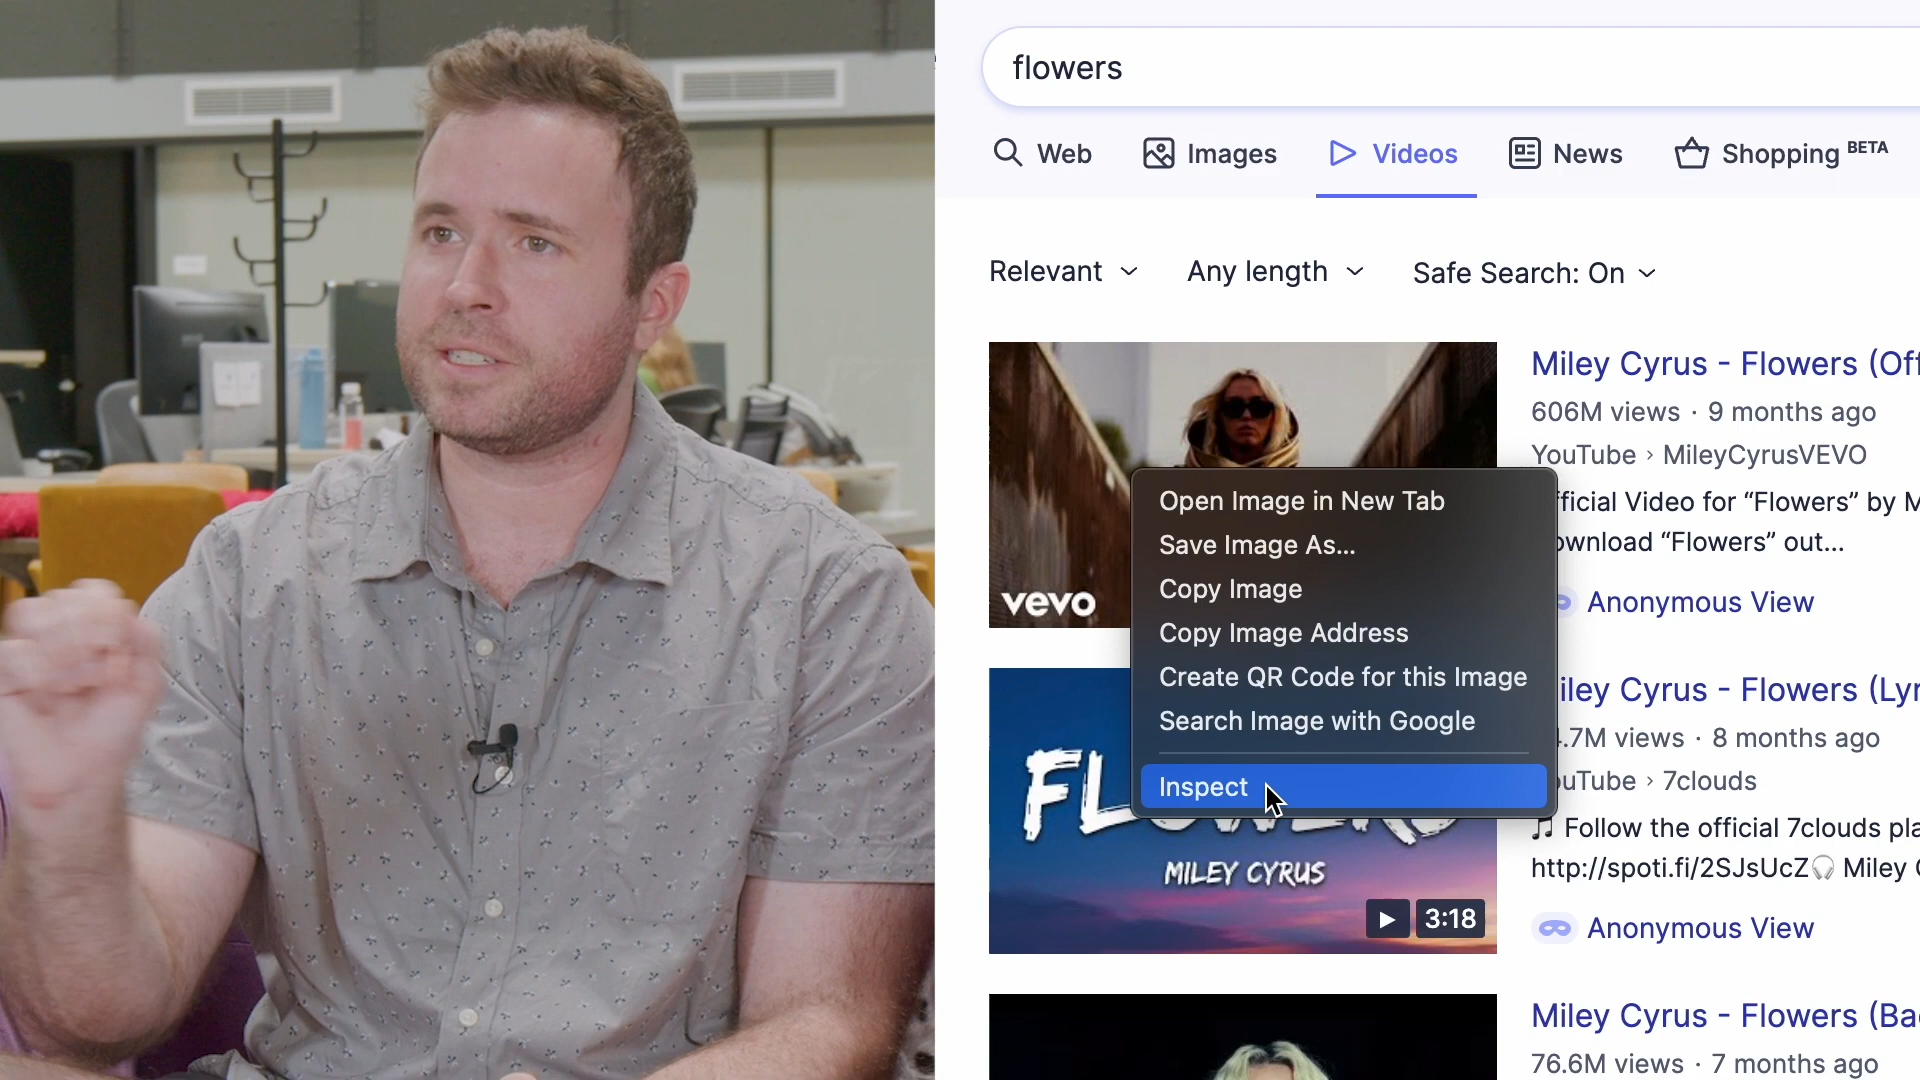 flowers
Web
Images
Videos
News
Shopping BETA
Relevant
Any length
Safe Search: On
Miley Cyrus - Flowers (Off
606M views · 9 months ago
YouTube › MileyCyrusVEVO
fficial Video for “Flowers” by M
ownload “Flowers” out...
Anonymous View
vevo
Open Image in New Tab
Save Image As...
Copy Image
Copy Image Address
Create QR Code for this Image
Search Image with Google
Inspect
iley Cyrus - Flowers (Lyr
.7M views · 8 months ago
ouTube › 7clouds
♫ Follow the official 7clouds pla
http://spoti.fi/2SJsUcZ🎧 Miley C
Anonymous View
MILEY CYRUS
3:18
Miley Cyrus - Flowers (Ba
76.6M views · 7 months ago